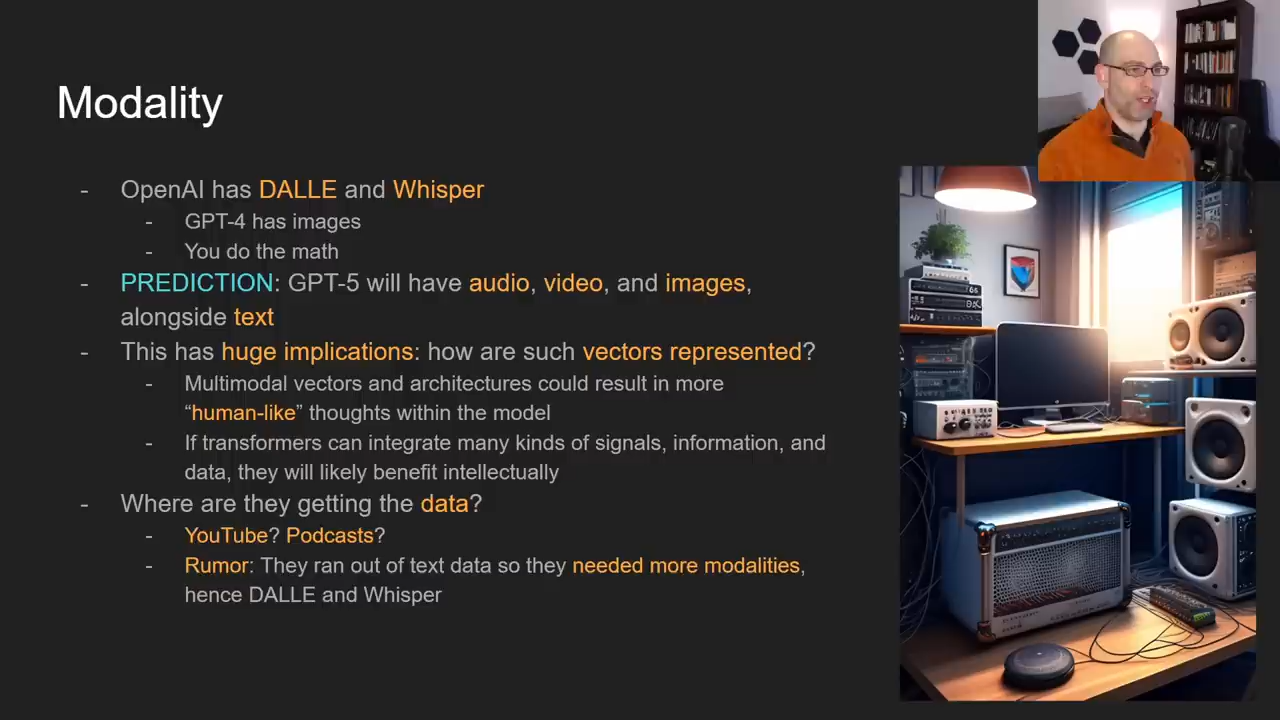 Modality
- OpenAI has DALLE and Whisper
- GPT-4 has images
- You do the math
- PREDICTION: GPT-5 will have audio, video, and images,
alongside text
- This has huge implications: how are such vectors represented?
- Multimodal vectors and architectures could result in more
“human-like” thoughts within the model
- If transformers can integrate many kinds of signals, information, and
data, they will likely benefit intellectually
- Where are they getting the data?
- YouTube? Podcasts?
- Rumor: They ran out of text data so they needed more modalities,
hence DALLE and Whisper